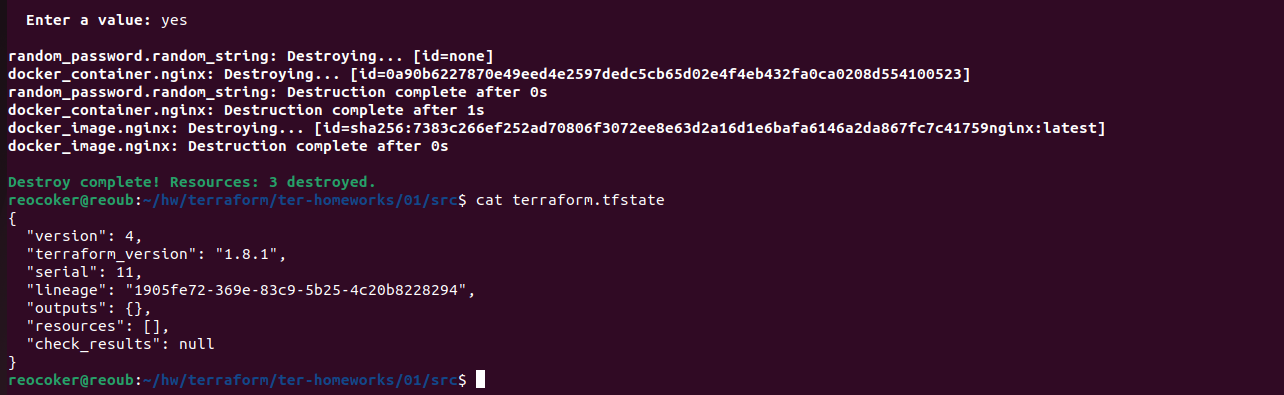 Enter a value: yes
random_password.random_string: Destroying... [id=none]
docker_container.nginx: Destroying... [id=0a90b6227870e49eed4e2597dedc5cb65d02e4f4eb432fa0ca0208d554100523]
random_password.random_string: Destruction complete after 0s
docker_container.nginx: Destruction complete after 1s
docker_image.nginx: Destroying... [id=sha256:7383c266ef252ad70806f3072ee8e63d2a16d1e6bafa6146a2da867fc7c41759nginx:latest]
docker_image.nginx: Destruction complete after 0s
Destroy complete! Resources: 3 destroyed.
reocoker@reoub:~/hw/terraform/ter-homeworks/01/src$ cat terraform.tfstate
{
  "version": 4,
  "terraform_version": "1.8.1",
  "serial": 11,
  "lineage": "1905fe72-369e-83c9-5b25-4c20b8228294",
  "outputs": {},
  "resources": [],
  "check_results": null
}
reocoker@reoub:~/hw/terraform/ter-homeworks/01/src$